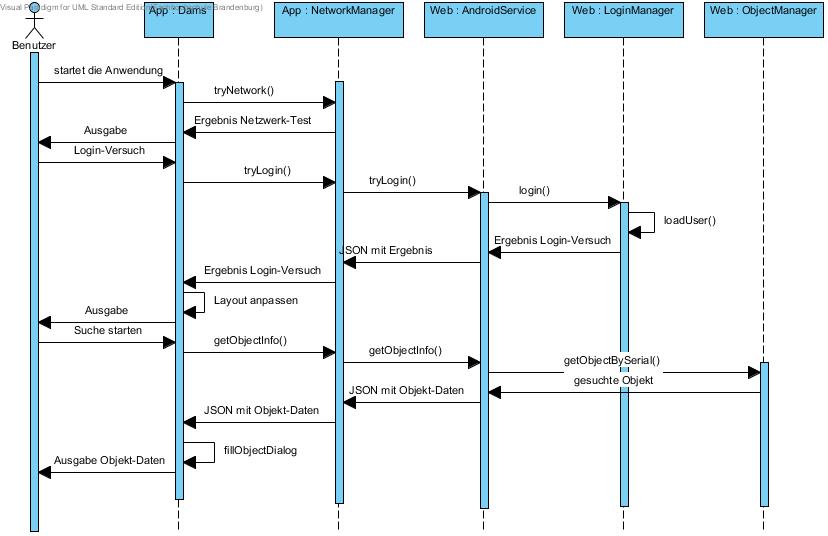 Visual Paradigm for UML Standard Edition Brandenburg)
App : Dams
App : NetworkManager
Web : AndroidService
Web : LoginManager
Web : ObjectManager
Benutzer
startet die Anwendung
tryNetwork()
Ergebnis Netzwerk-Test
Ausgabe
Login-Versuch
tryLogin()
tryLogin()
login()
loadUser()
Ergebnis Login-Versuch
JSON mit Ergebnis
Ergebnis Login-Versuch
Layout anpassen
Ausgabe
Suche starten
getObjectInfo()
getObjectInfo()
getObjectBySerial()
gesuchte Objekt
JSON mit Objekt-Daten
JSON mit Objekt-Daten
fillObjectDialog
Ausgabe Objekt-Daten